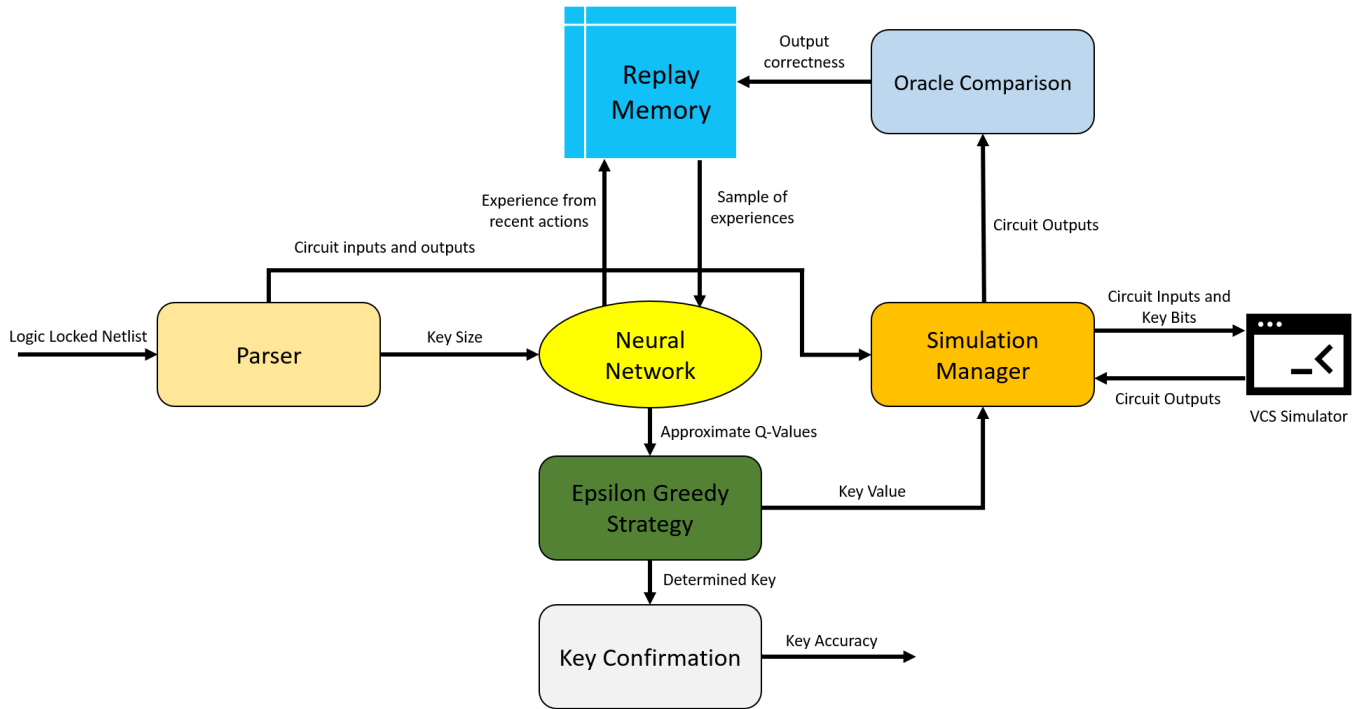 Replay
Memory
Output
correctness
Oracle Comparison
Experience from
recent actions
Sample of
experiences
Circuit inputs and outputs
Circuit Outputs
Logic Locked Netlist
Parser
Key Size
Neural
Network
Simulation
Manager
Circuit Inputs and
Key Bits
Circuit Outputs
VCS Simulator
Approximate Q-Values
Epsilon Greedy
Strategy
Key Value
Determined Key
Key Confirmation
Key Accuracy